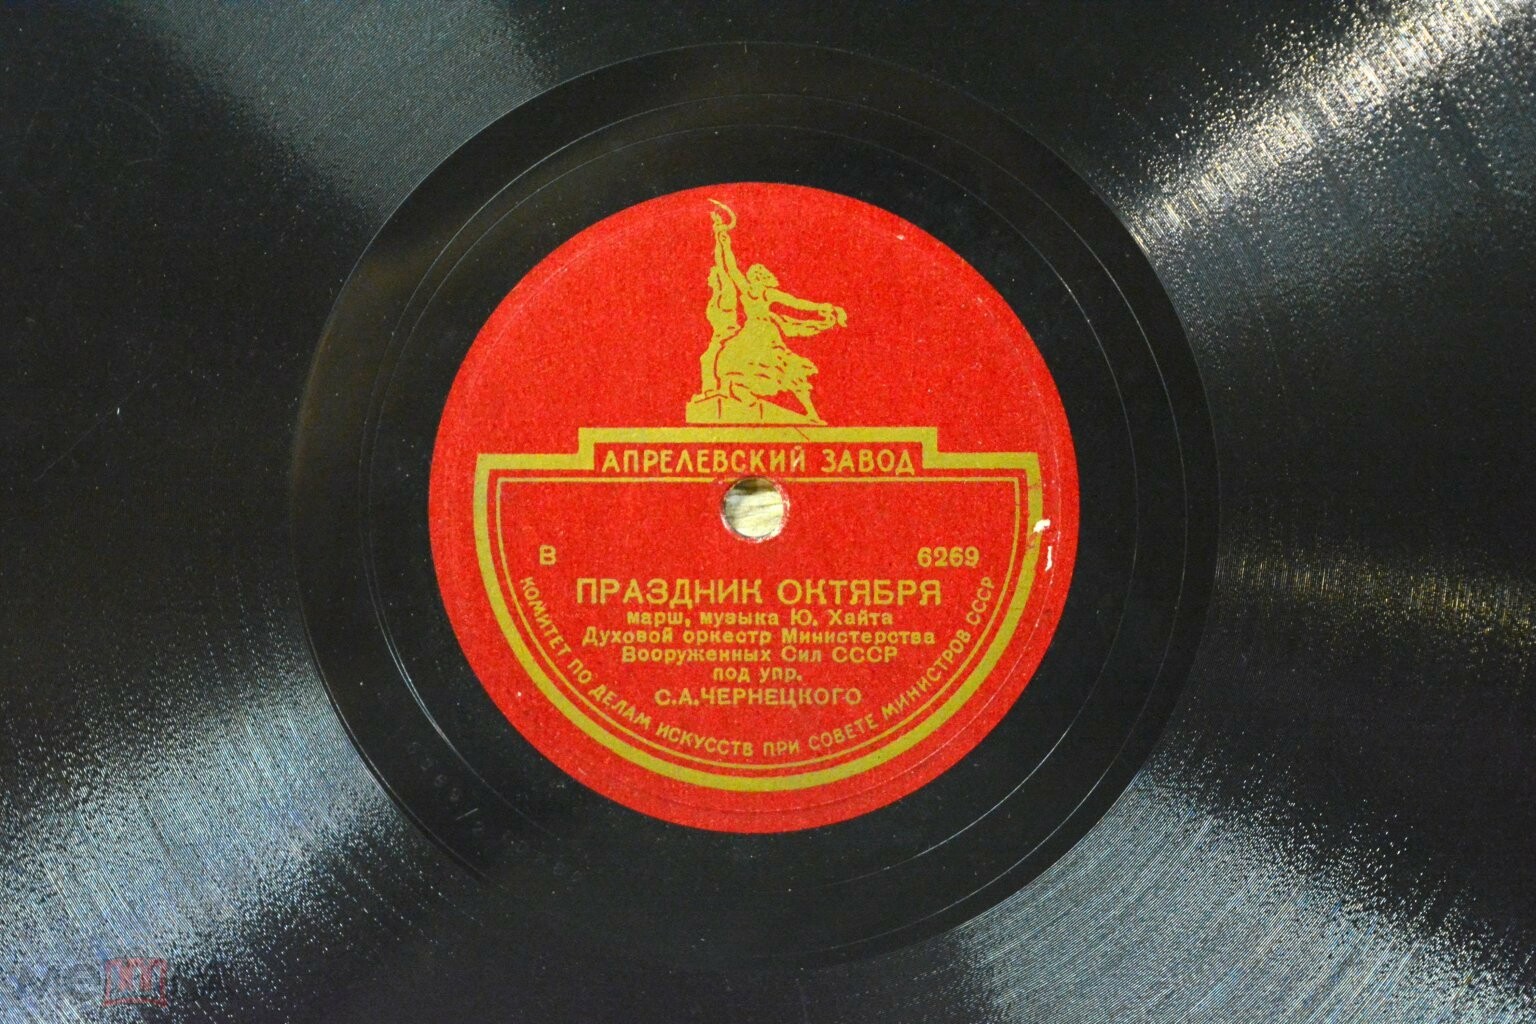 АПРЕЛЕВСКИЙ ЗАВОД
В 6269
ПРАЗДНИК ОКТЯБРЯ
марш, музыка Ю. Хайта
Духовой оркестр Министерства
Вооруженных Сил СССР
под упр.
С.А.ЧЕРНЕЦКОГО
КОМИТЕТ ПО ДЕЛАМ ИСКУССТВ ПРИ СОВЕТЕ МИНИСТРОВ СССР